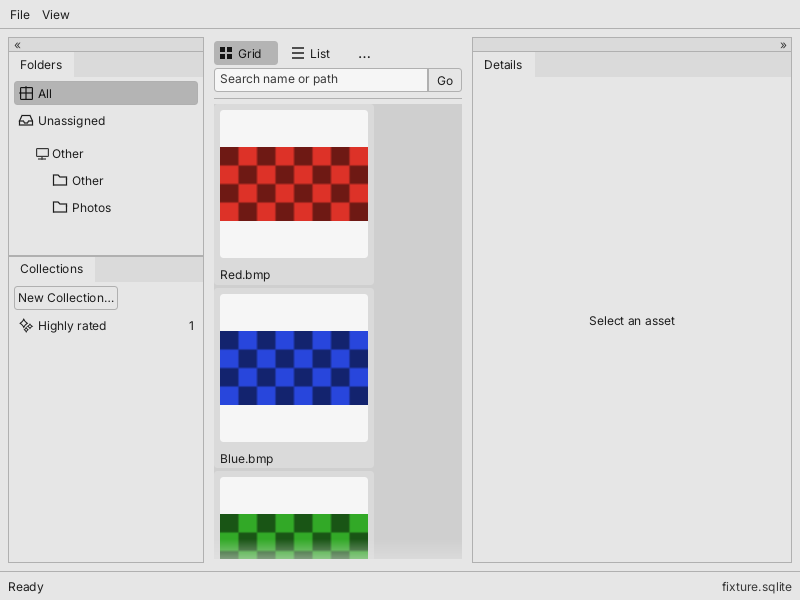 File View
«
Folders
All
Unassigned
Other
Other
Photos
Collections
New Collection...
Highly rated 1
Grid List ...
Search name or path Go
Red.bmp
Blue.bmp
»
Details
Select an asset
Ready fixture.sqlite